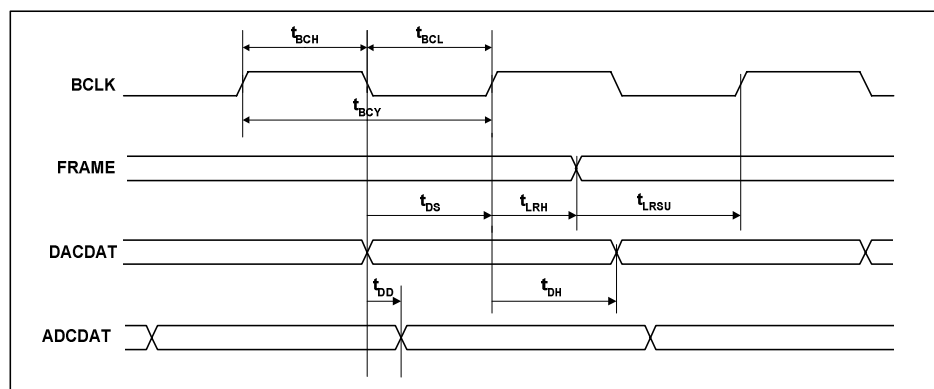 tBCH tBCL
BCLK
tBCY
FRAME
tDS tLRH tLRSU
DACDAT
tDD tDH
ADCDAT